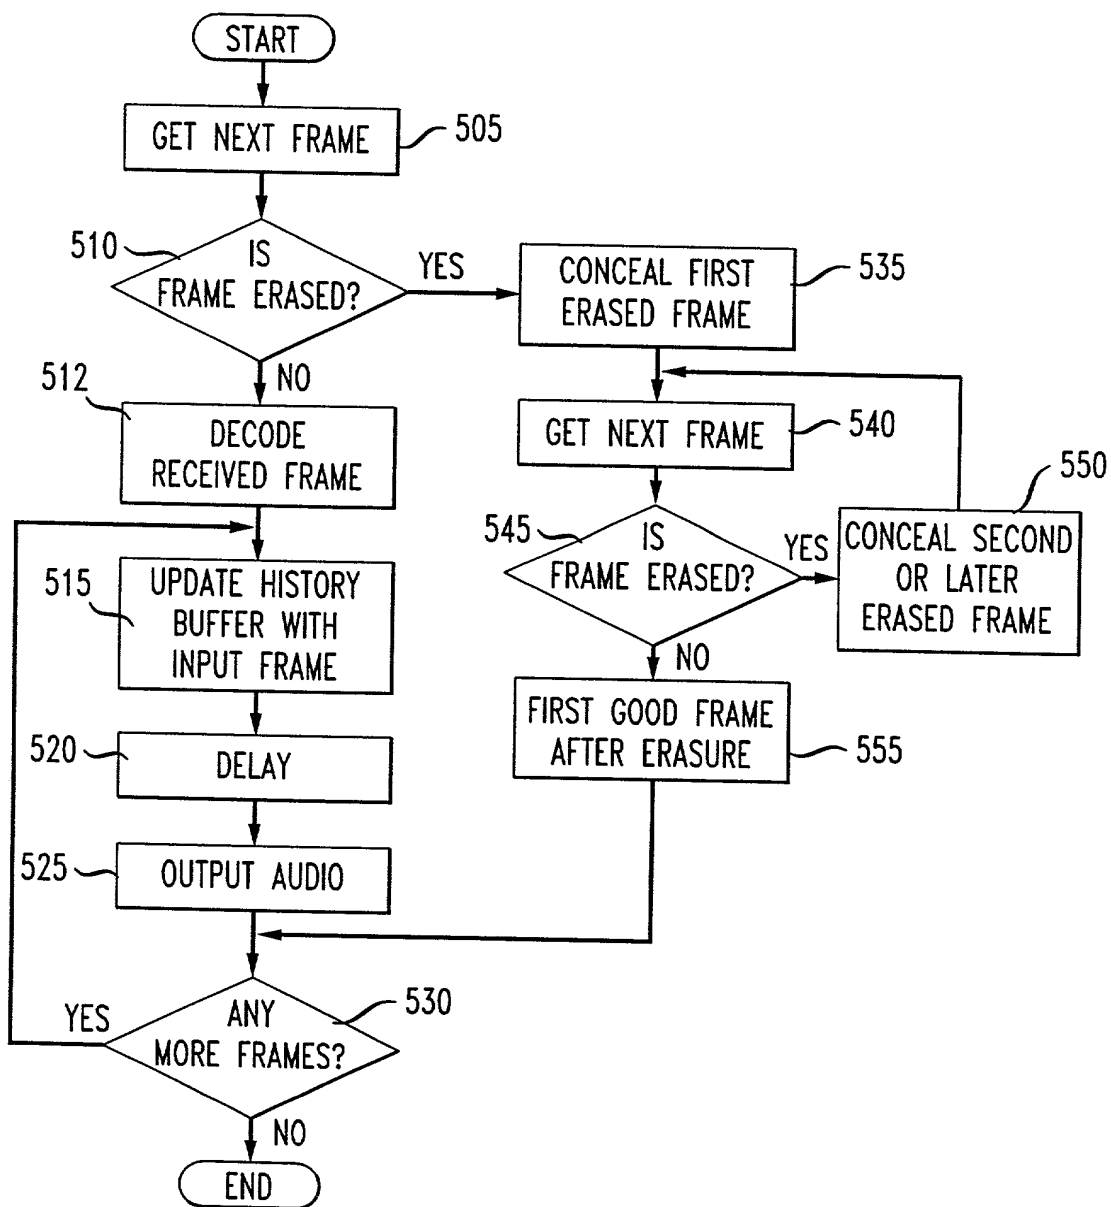 START
GET NEXT FRAME
505
510
IS
FRAME ERASED?
YES
NO
CONCEAL FIRST
ERASED FRAME
535
512
DECODE
RECEIVED FRAME
GET NEXT FRAME
540
545
IS
FRAME ERASED?
YES
NO
550
CONCEAL SECOND
OR LATER
ERASED FRAME
515
UPDATE HISTORY
BUFFER WITH
INPUT FRAME
FIRST GOOD FRAME
AFTER ERASURE
555
520
DELAY
525
OUTPUT AUDIO
530
ANY
MORE FRAMES?
YES
NO
END